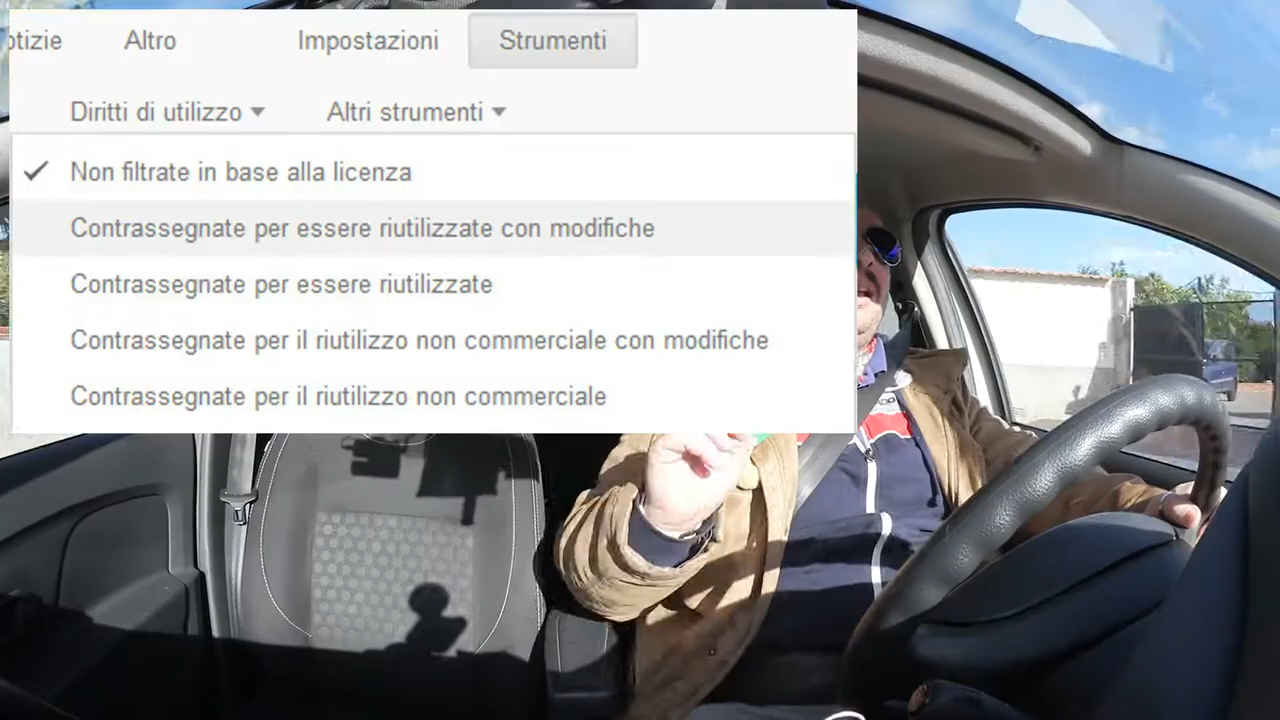 otizie Altro Impostazioni Strumenti
Diritti di utilizzo Altri strumenti
Non filtrate in base alla licenza
Contrassegnate per essere riutilizzate con modifiche
Contrassegnate per essere riutilizzate
Contrassegnate per il riutilizzo non commerciale con modifiche
Contrassegnate per il riutilizzo non commerciale